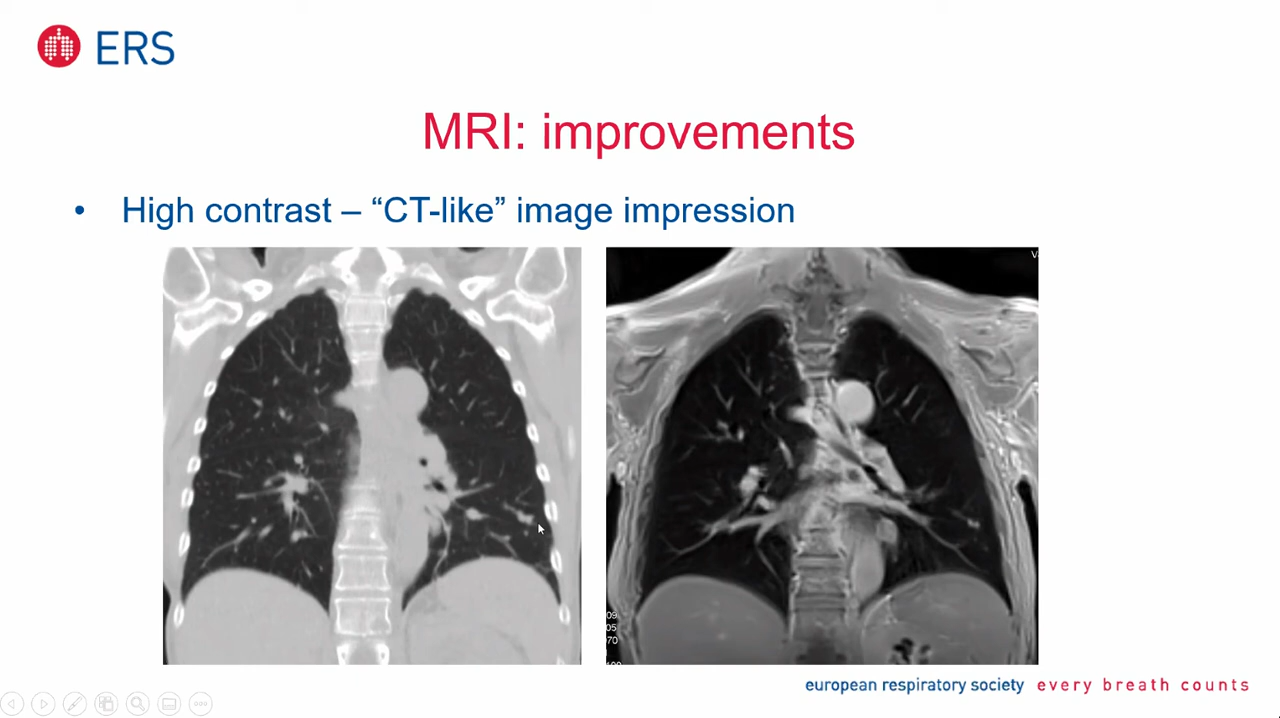 ERS
MRI: improvements
• High contrast – “CT-like” image impression
european respiratory society every breath counts